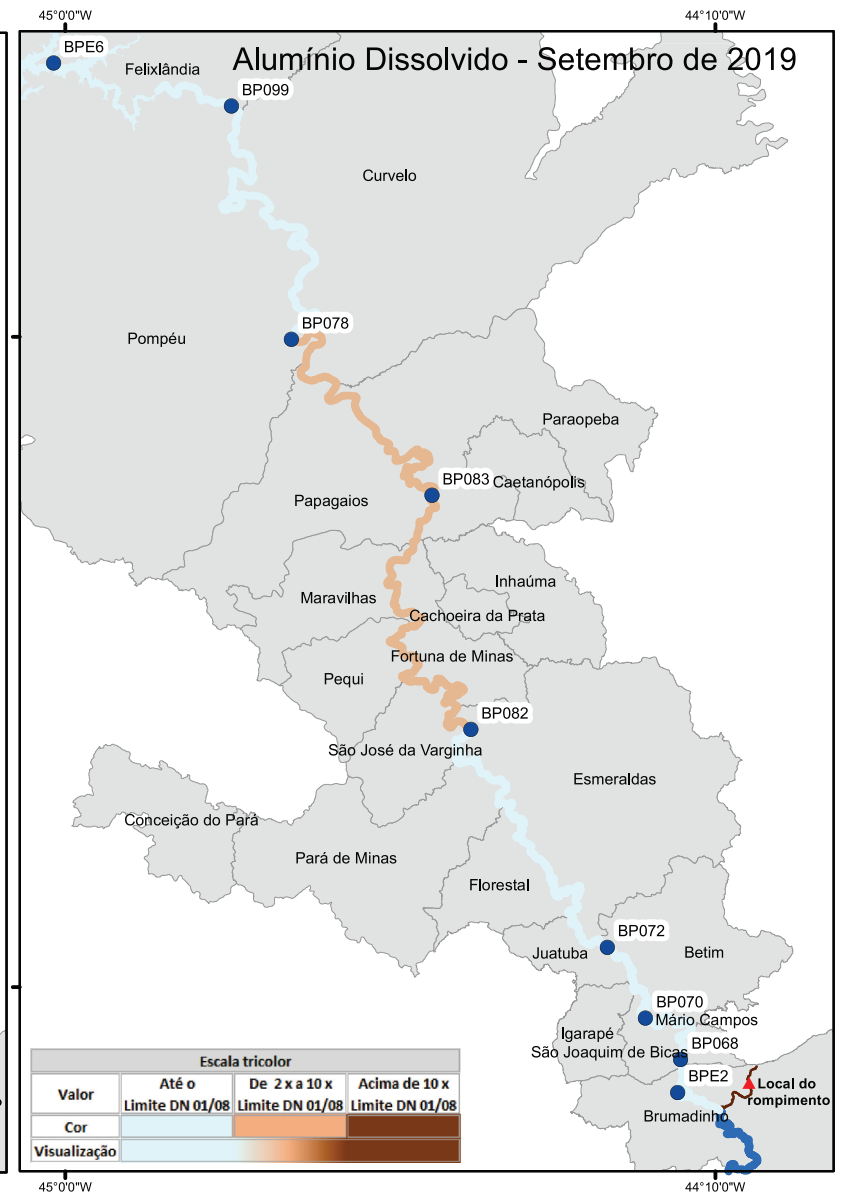 45°0'0"W
44°10'0"W
Alumínio Dissolvido - Setembro de 2019
BPE6
Felixlândia
BP099
Curvelo
BP078
Pompéu
Paraopeba
BP083
Caetanópolis
Papagaios
Inhaúma
Maravilhas
Cachoeira da Prata
Fortuna de Minas
Pequi
BP082
São José da Varginha
Esmeraldas
Conceição do Pará
Pará de Minas
Florestal
BP072
Juatuba
Betim
BP070
Mário Campos
Igarapé
BP068
São Joaquim de Bicas
BPE2
Local do
rompimento
Brumadinho
Escala tricolor
Valor
Até o
Limite DN 01/08
De 2 x a 10 x
Limite DN 01/08
Acima de 10 x
Limite DN 01/08
Cor
Visualização
45°0'0"W
44°10'0"W